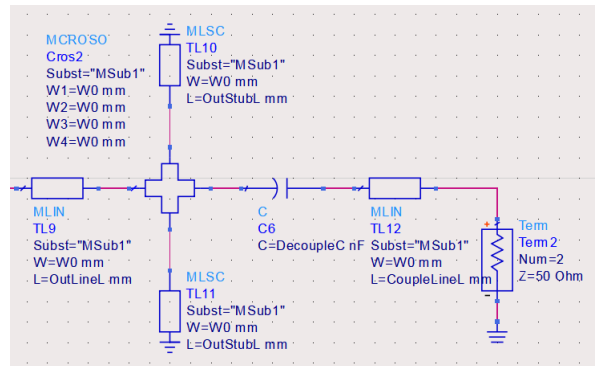 MCROSO
Cros2
Subst="MSub1"
W1=W0 mm
W2=W0 mm
W3=W0 mm
W4=W0 mm
MLSC
TL10
Subst="MSub1"
W=W0 mm
L=OutStubL mm
MLIN
TL9
Subst="MSub1"
W=W0 mm
L=OutLineL mm
C
C6
C=DecoupleC nF
MLIN
TL12
Subst="MSub1"
W=W0 mm
L=CoupleLineL mm
+
Term
Term2
Num=2
Z=50 Ohm
-
MLSC
TL11
Subst="MSub1"
W=W0 mm
L=OutStubL mm